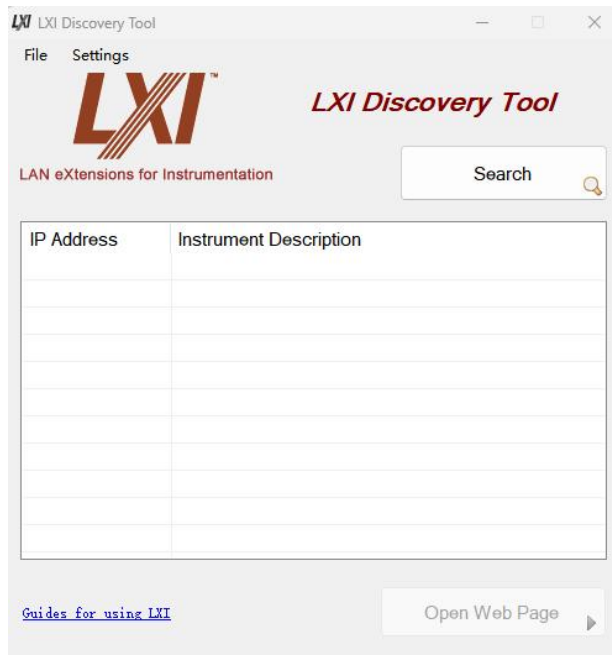 LXI LXI Discovery Tool
File Settings
LXI™
LXI Discovery Tool
LAN eXtensions for Instrumentation
Search
IP Address Instrument Description
Guides for using LXI
Open Web Page